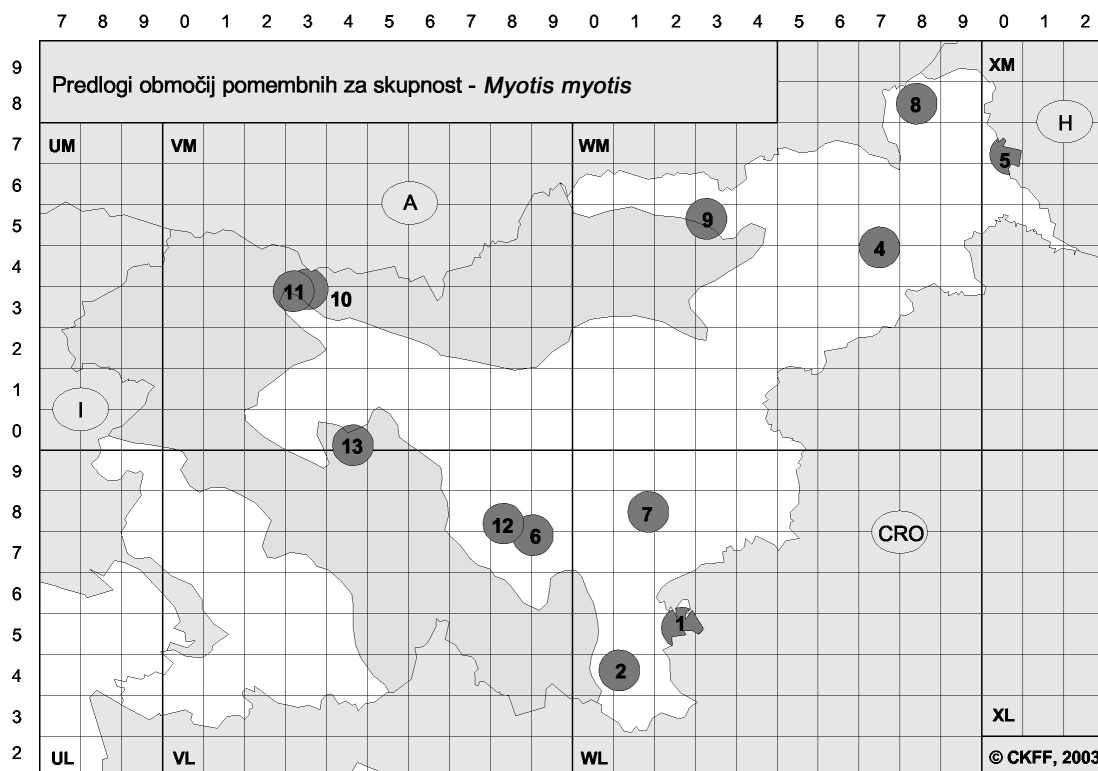 7 8 9 0 1 2 3 4 5 6 7 8 9 0 1 2 3 4 5 6 7 8 9 0 1 2
9
Predlogi območij pomembnih za skupnost - Myotis myotis
XM
8
8
H
7
UM
VM
WM
5
6
A
5
9
4
4
11
10
3
2
1
I
0
13
9
8
12
6
7
CRO
7
6
5
1
4
2
3
XL
2
UL
VL
WL
© CKFF, 2003